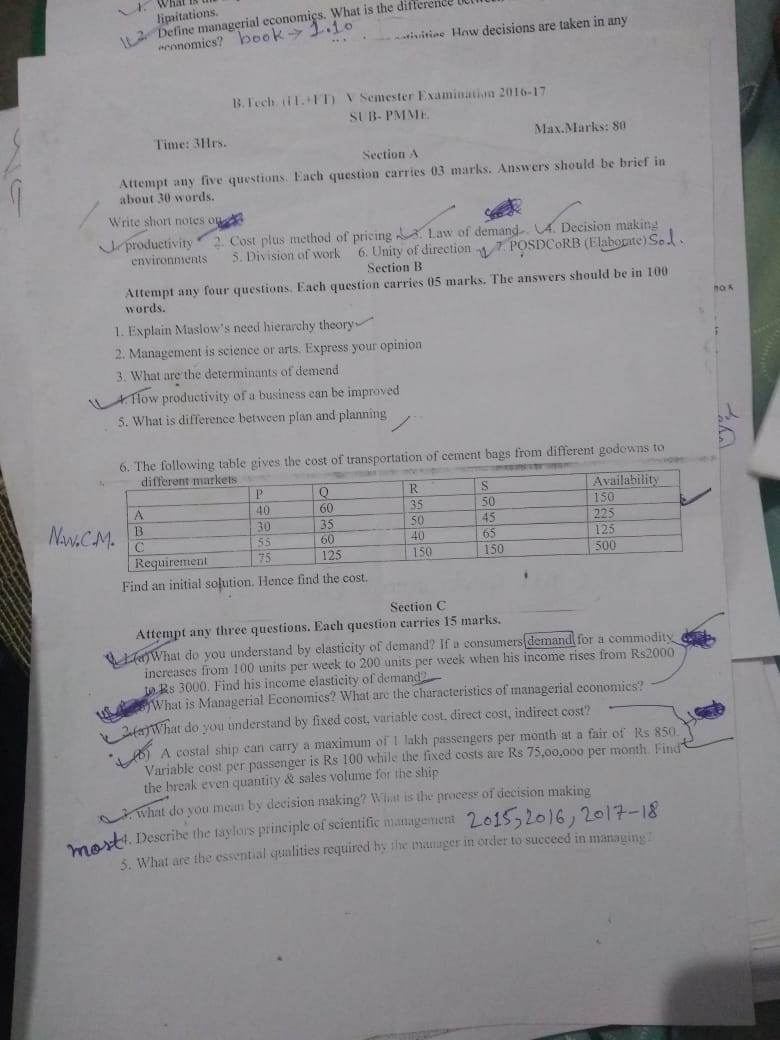 1. What is
limitations.
2. Define managerial economics. What is the difference
economics? book → 1.10
How decisions are taken in any
B.Tech. (IT.+FT) V Semester Examination 2016-17
SUB- PMME
Time: 3Hrs. Max.Marks: 80
Section A
Attempt any five questions. Each question carries 03 marks. Answers should be brief in
about 30 words.
Write short notes on
1. productivity 2. Cost plus method of pricing 3. Law of demand 4. Decision making
environments 5. Division of work 6. Unity of direction 7. POSDCoRB (Elaborate) Sol.
Section B
Attempt any four questions. Each question carries 05 marks. The answers should be in 100
words.
1. Explain Maslow's need hierarchy theory
2. Management is science or arts. Express your opinion
3. What are the determinants of demend
4. How productivity of a business can be improved
5. What is difference between plan and planning
6. The following table gives the cost of transportation of cement bags from different godowns to
different markets
P Q R S Availability
A 40 60 35 50 150
B 30 35 50 45 225
C 55 60 40 65 125
Requirement 75 125 150 150 500
N.W.C.M.
Find an initial solution. Hence find the cost.
Section C
Attempt any three questions. Each question carries 15 marks.
1.(a)What do you understand by elasticity of demand? If a consumers demand for a commodity
increases from 100 units per week to 200 units per week when his income rises from Rs2000
to Rs 3000. Find his income elasticity of demand?
)What is Managerial Economics? What are the characteristics of managerial economics?
2.(a)What do you understand by fixed cost, variable cost, direct cost, indirect cost?
(b) A costal ship can carry a maximum of 1 lakh passengers per month at a fair of Rs 850.
Variable cost per passenger is Rs 100 while the fixed costs are Rs 75,00,000 per month. Find
the break even quantity & sales volume for the ship
3. what do you mean by decision making? What is the process of decision making
most 4. Describe the taylors principle of scientific management 2015, 2016, 2017-18
5. What are the essential qualities required by the manager in order to succeed in managing?